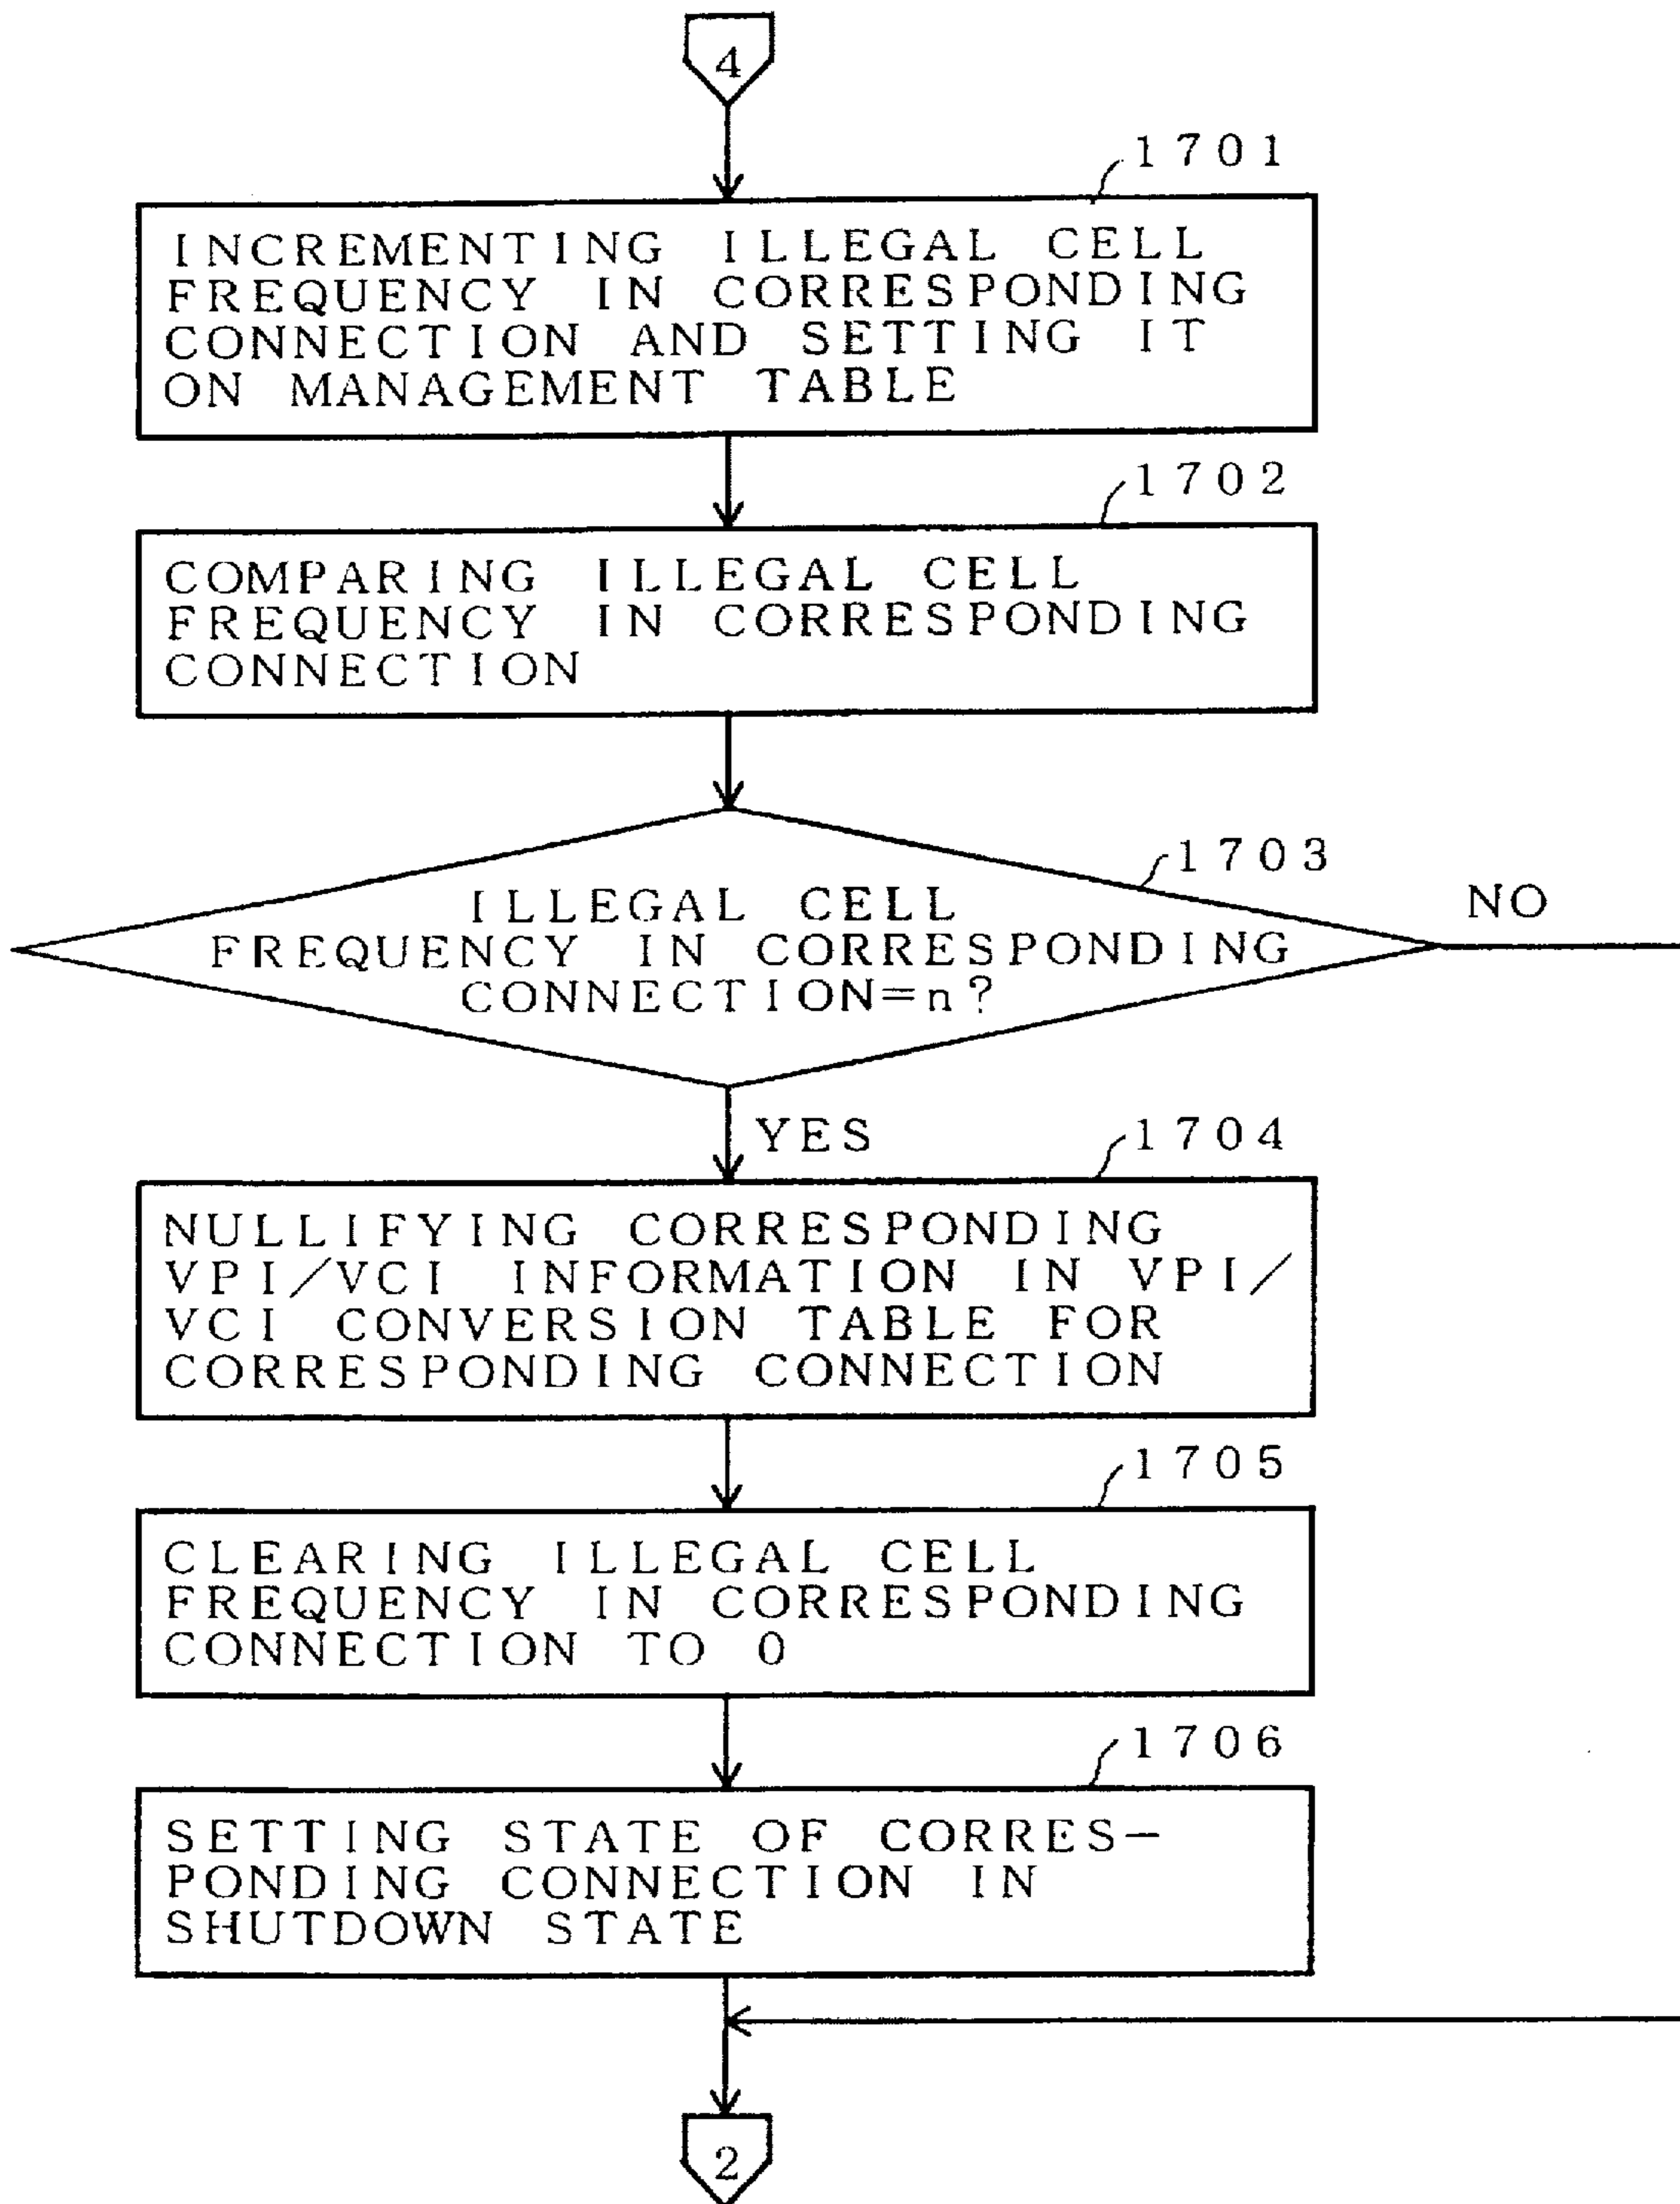 4
1701
INCREMENTING ILLEGAL CELL
FREQUENCY IN CORRESPONDING
CONNECTION AND SETTING IT
ON MANAGEMENT TABLE
1702
COMPARING ILLEGAL CELL
FREQUENCY IN CORRESPONDING
CONNECTION
1703
NO
ILLEGAL CELL
FREQUENCY IN CORRESPONDING
CONNECTION=n?
YES
1704
NULLIFYING CORRESPONDING
VPI/VCI INFORMATION IN VPI/
VCI CONVERSION TABLE FOR
CORRESPONDING CONNECTION
1705
CLEARING ILLEGAL CELL
FREQUENCY IN CORRESPONDING
CONNECTION TO 0
1706
SETTING STATE OF CORRES-
PONDING CONNECTION IN
SHUTDOWN STATE
2